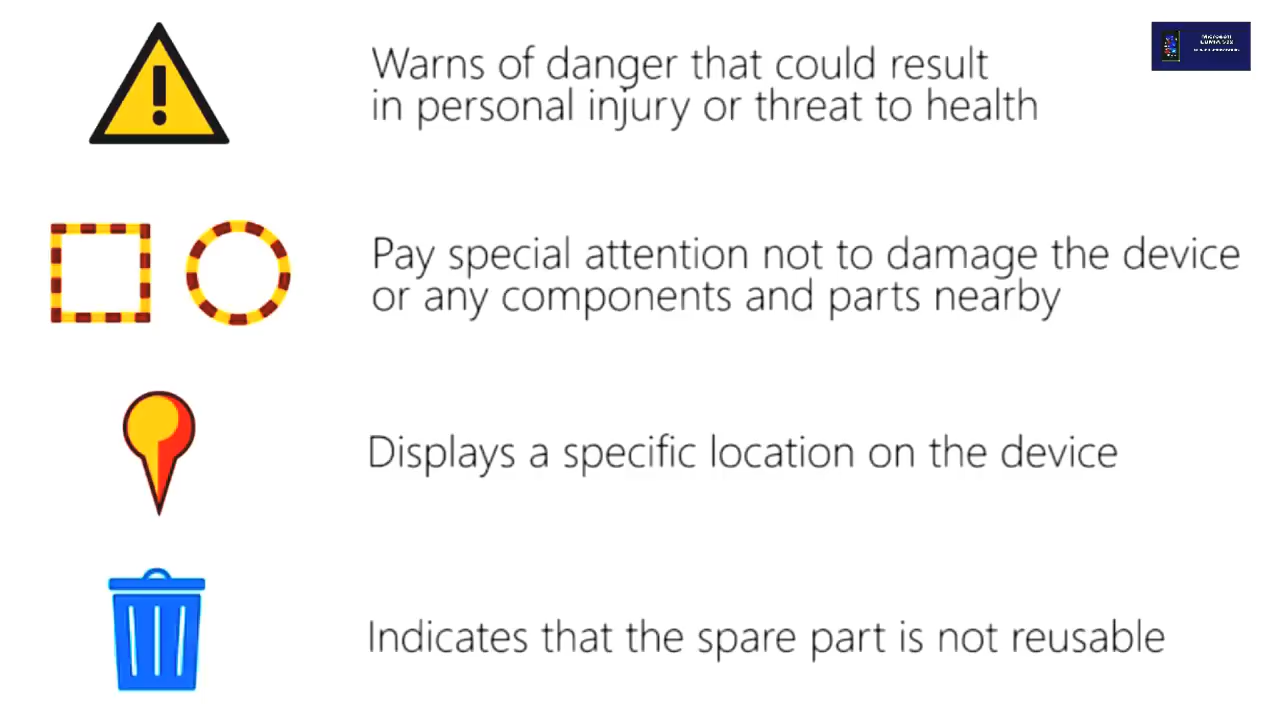 Warns of danger that could result
in personal injury or threat to health
Pay special attention not to damage the device
or any components and parts nearby
Displays a specific location on the device
Indicates that the spare part is not reusable
Microsoft